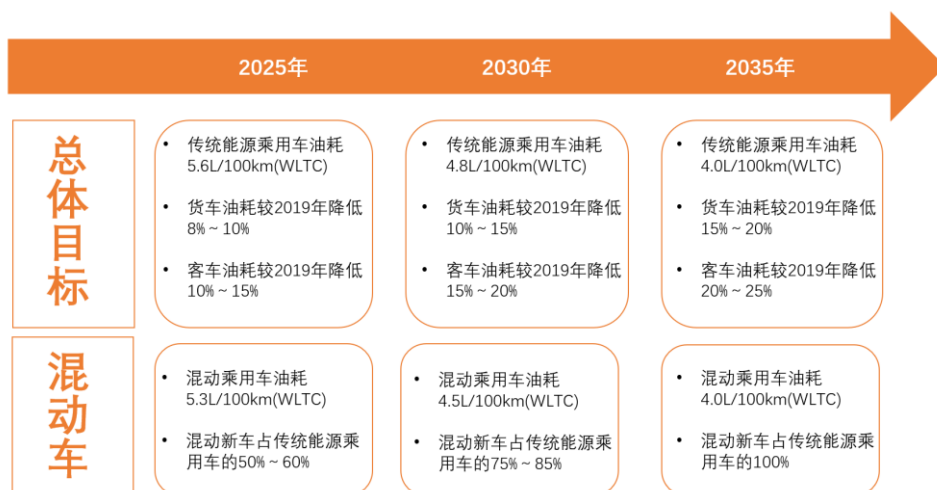 2025年
2030年
2035年
总体目标
• 传统能源乘用车油耗
5.6L/100km(WLTC)
• 货车油耗较2019年降低
8%~10%
• 客车油耗较2019年降低
10%~15%
• 传统能源乘用车油耗
4.8L/100km(WLTC)
• 货车油耗较2019年降低
10%~15%
• 客车油耗较2019年降低
15%~20%
• 传统能源乘用车油耗
4.0L/100km(WLTC)
• 货车油耗较2019年降低
15%~20%
• 客车油耗较2019年降低
20%~25%
混动车
• 混动乘用车油耗
5.3L/100km(WLTC)
• 混动新车占传统能源乘
用车的50%~60%
• 混动乘用车油耗
4.5L/100km(WLTC)
• 混动新车占传统能源乘
用车的75%~85%
• 混动乘用车油耗
4.0L/100km(WLTC)
• 混动新车占传统能源乘
用车的100%